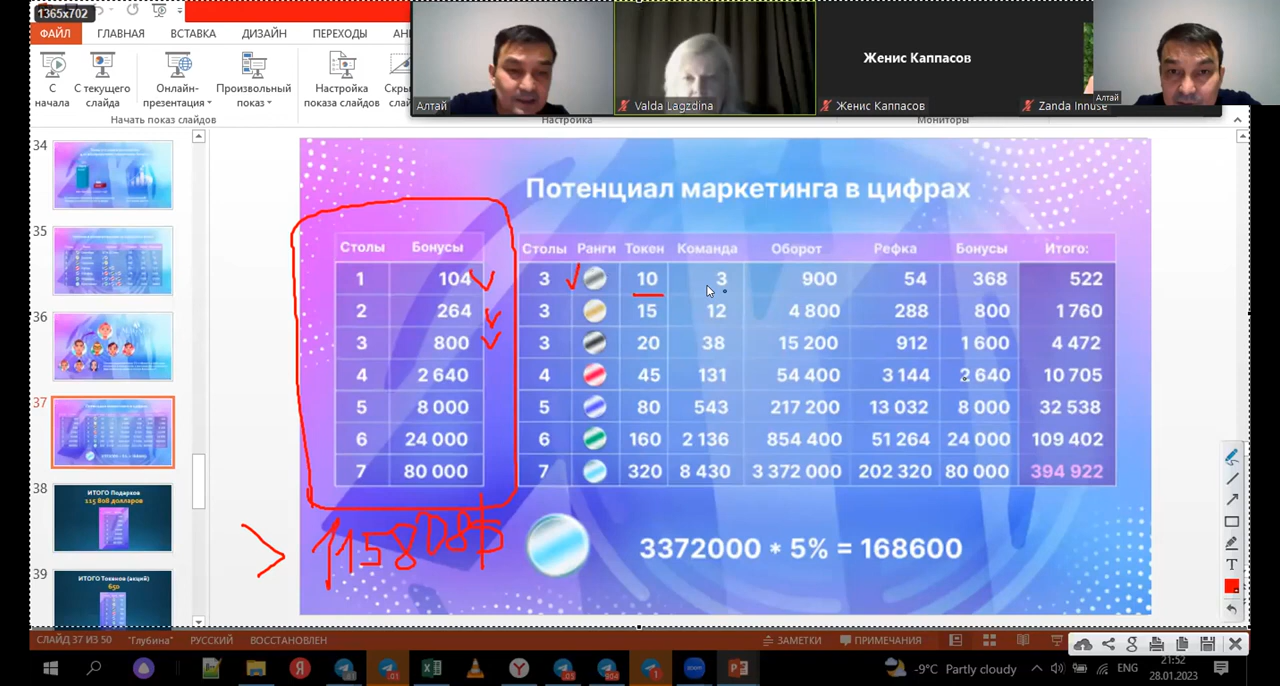 1365x702
ФАЙЛ ГЛАВНАЯ ВСТАВКА ДИЗАЙН ПЕРЕХОДЫ
С начала
С текущего слайда
Онлайн-презентация
Произвольный показ
Настройка показа слайдов
Начать показ слайдов
Настройка
Мониторы
Алтай
Valda Lagzdina
Женис Каппасов
Женис Каппасов
Zanda Innuse
Алтай
34
35
36
37
38
39
ИТОГО Подарков
115 808 долларов
ИТОГО Токенов (акций)
650
Потенциал маркетинга в цифрах
Столы Бонусы
1 104
2 264
3 800
4 2 640
5 8 000
6 24 000
7 80 000
Столы Ранги Токен Команда Оборот Рефка Бонусы Итого:
3 10 3 900 54 368 522
3 15 12 4 800 288 800 1 760
3 20 38 15 200 912 1 600 4 472
4 45 131 54 400 3 144 2 640 10 705
5 80 543 217 200 13 032 8 000 32 538
6 160 2 136 854 400 51 264 24 000 109 402
7 320 8 430 3 372 000 202 320 80 000 394 922
> 115808$
3372000 * 5% = 168600
СЛАЙД 37 ИЗ 50 "Глубина" РУССКИЙ ВОССТАНОВЛЕН
ЗАМЕТКИ ПРИМЕЧАНИЯ
-9°C Partly cloudy
ENG
21:52
28.01.2023